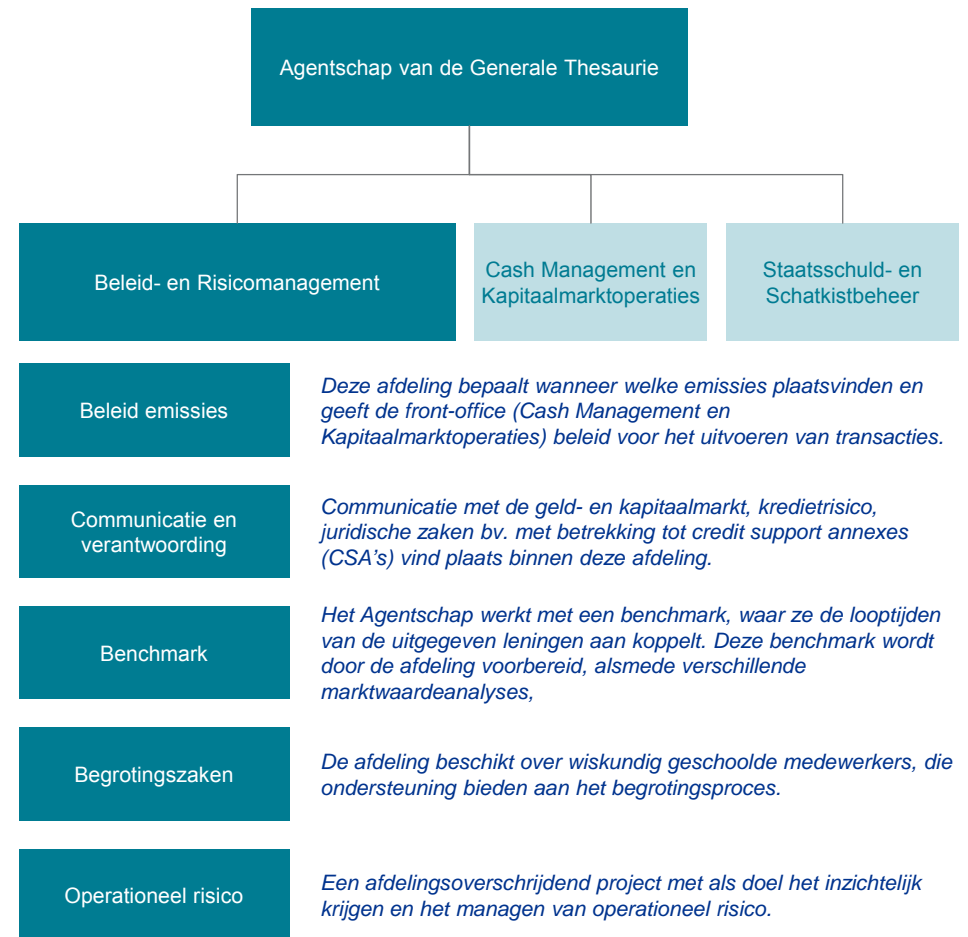 Agentschap van de Generale Thesaurie
Beleid- en Risicomanagement
Cash Management en
Kapitaalmarktoperaties
Staatsschuld- en
Schatkistbeheer
Beleid emissies
Deze afdeling bepaalt wanneer welke emissies plaatsvinden en
geeft de front-office (Cash Management en
Kapitaalmarktoperaties) beleid voor het uitvoeren van transacties.
Communicatie en
verantwoording
Communicatie met de geld- en kapitaalmarkt, kredietrisico,
juridische zaken bv. met betrekking tot credit support annexes
(CSA’s) vind plaats binnen deze afdeling.
Benchmark
Het Agentschap werkt met een benchmark, waar ze de looptijden
van de uitgegeven leningen aan koppelt. Deze benchmark wordt
door de afdeling voorbereid, alsmede verschillende
marktwaardeanalyses,
Begrotingszaken
De afdeling beschikt over wiskundig geschoolde medewerkers, die
ondersteuning bieden aan het begrotingsproces.
Operationeel risico
Een afdelingsoverschrijdend project met als doel het inzichtelijk
krijgen en het managen van operationeel risico.